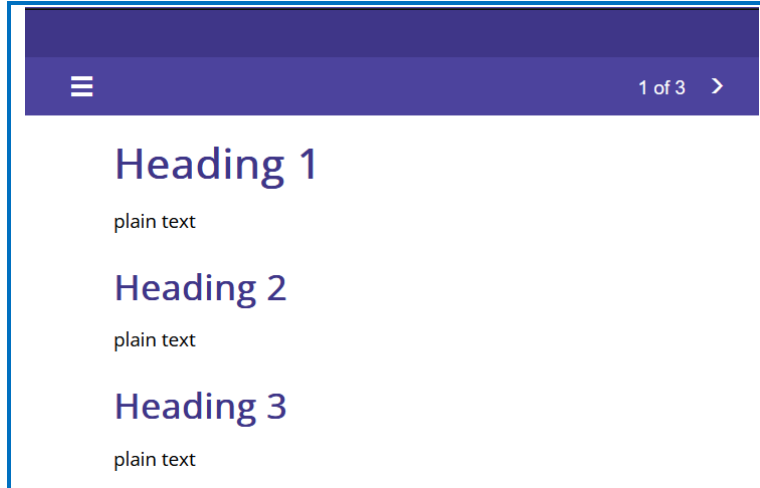 1 of 3
Heading 1
plain text
Heading 2
plain text
Heading 3
plain text